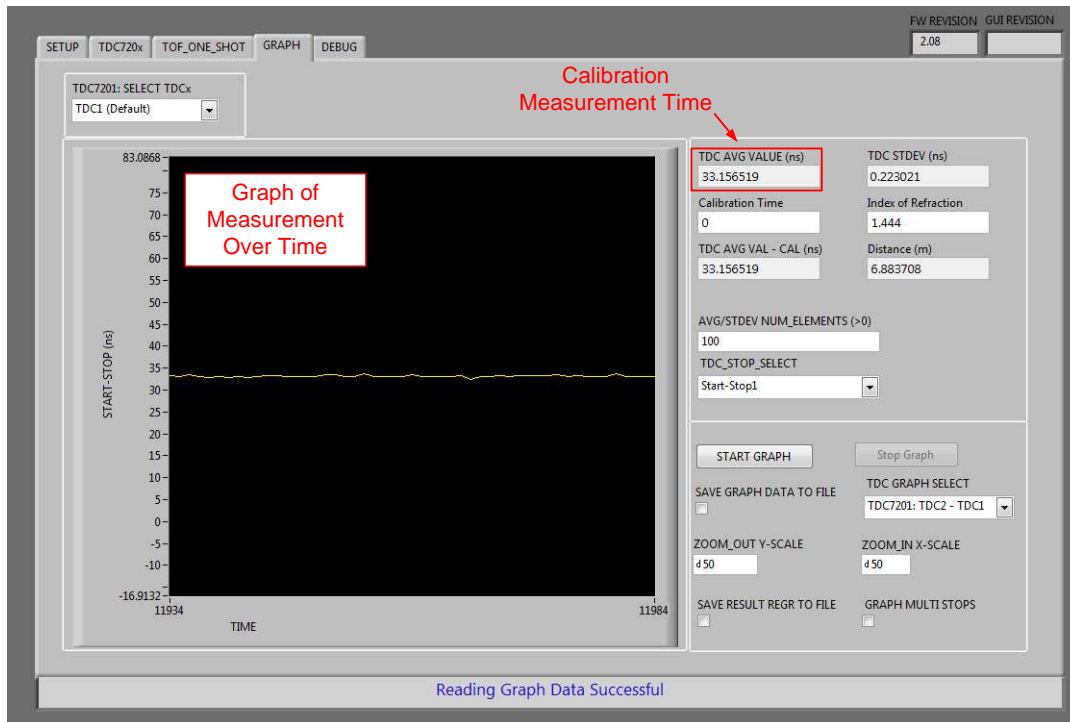 FW REVISION GUI REVISION
2.08
SETUP TDC720x TOF_ONE_SHOT GRAPH DEBUG
TDC7201: SELECT TDCx
TDC1 (Default)
Calibration
Measurement Time
83.0868
75
70
65
60
55
50
45
40
35
30
25
20
15
10
5
0
-5
-10
-16.9132
START-STOP (ns)
11934 11984
TIME
Graph of
Measurement
Over Time
TDC AVG VALUE (ns) TDC STDEV (ns)
33.156519 0.223021
Calibration Time Index of Refraction
0 1.444
TDC AVG VAL - CAL (ns) Distance (m)
33.156519 6.883708
AVG/STDEV NUM_ELEMENTS (>0)
100
TDC_STOP_SELECT
Start-Stop1
START GRAPH Stop Graph
SAVE GRAPH DATA TO FILE TDC GRAPH SELECT
TDC7201: TDC2 - TDC1
ZOOM_OUT Y-SCALE ZOOM_IN X-SCALE
d 50 d 50
SAVE RESULT REGR TO FILE GRAPH MULTI STOPS
Reading Graph Data Successful